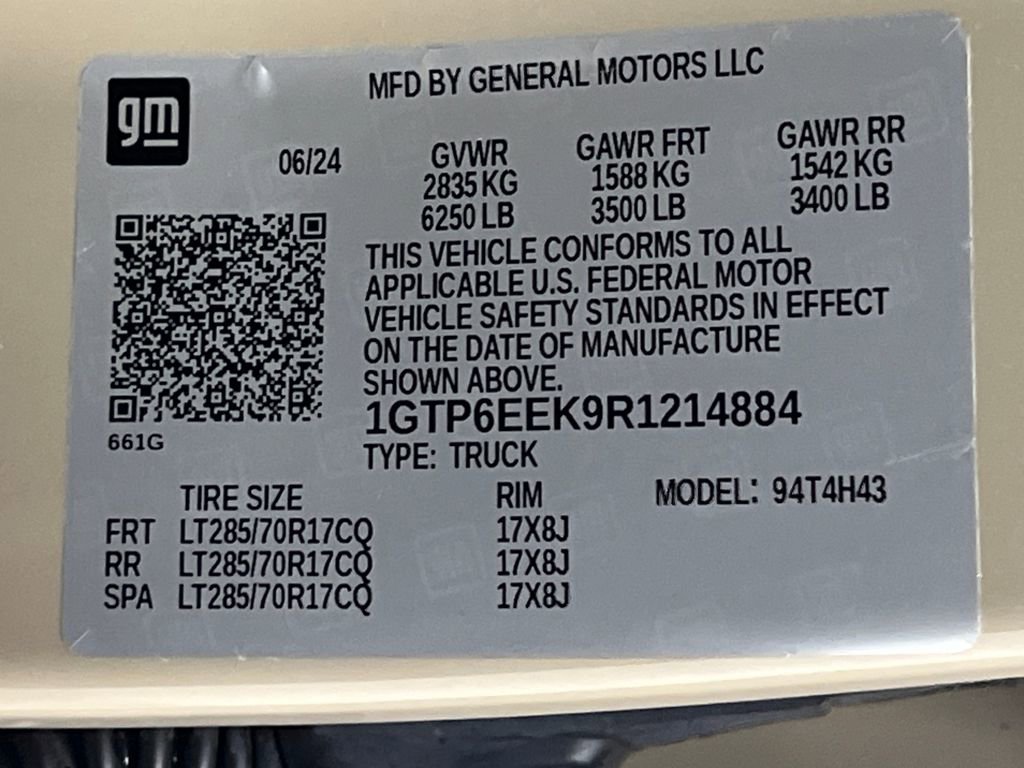 gm
MFD BY GENERAL MOTORS LLC
06/24 GVWR GAWR FRT GAWR RR
2835 KG 1588 KG 1542 KG
6250 LB 3500 LB 3400 LB
THIS VEHICLE CONFORMS TO ALL
APPLICABLE U.S. FEDERAL MOTOR
VEHICLE SAFETY STANDARDS IN EFFECT
ON THE DATE OF MANUFACTURE
SHOWN ABOVE.
1GTP6EEK9R1214884
661G
TYPE: TRUCK
TIRE SIZE RIM MODEL: 94T4H43
FRT LT285/70R17CQ 17X8J
RR LT285/70R17CQ 17X8J
SPA LT285/70R17CQ 17X8J